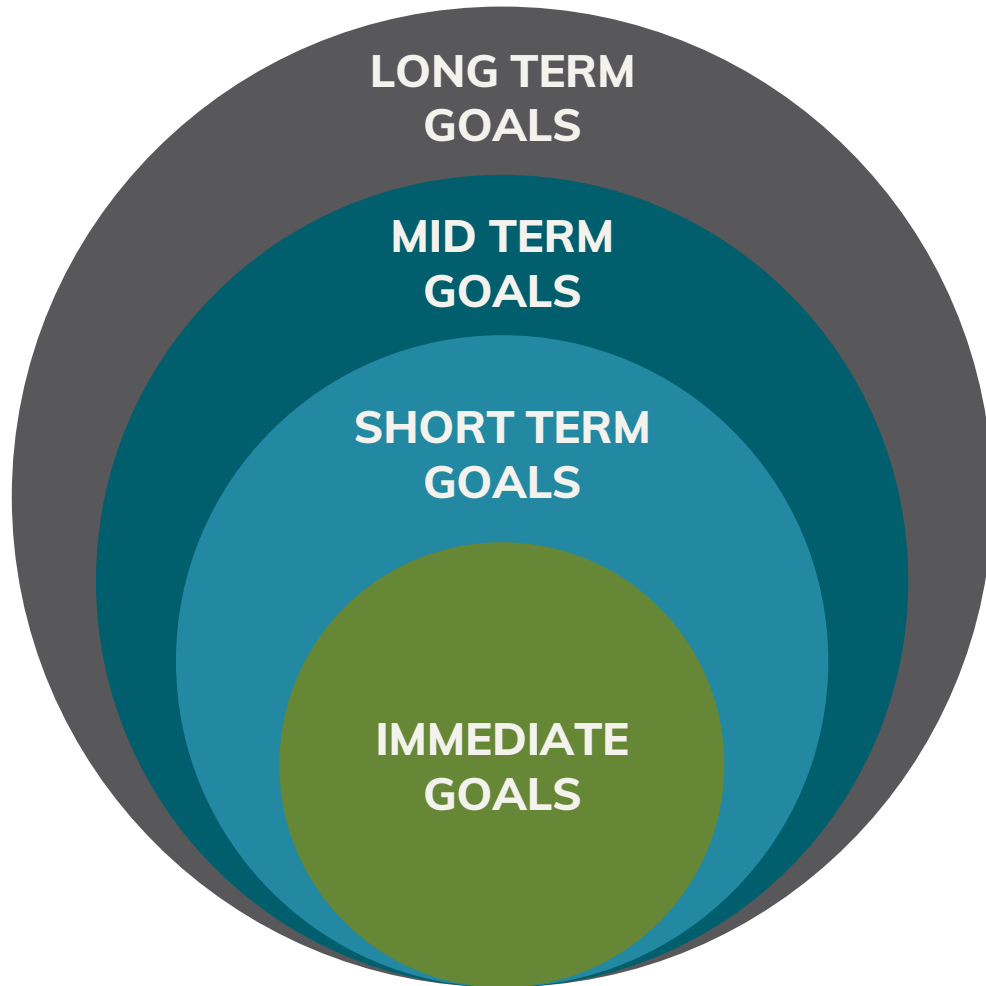 LONG TERM
GOALS
MID TERM
GOALS
SHORT TERM
GOALS
IMMEDIATE
GOALS